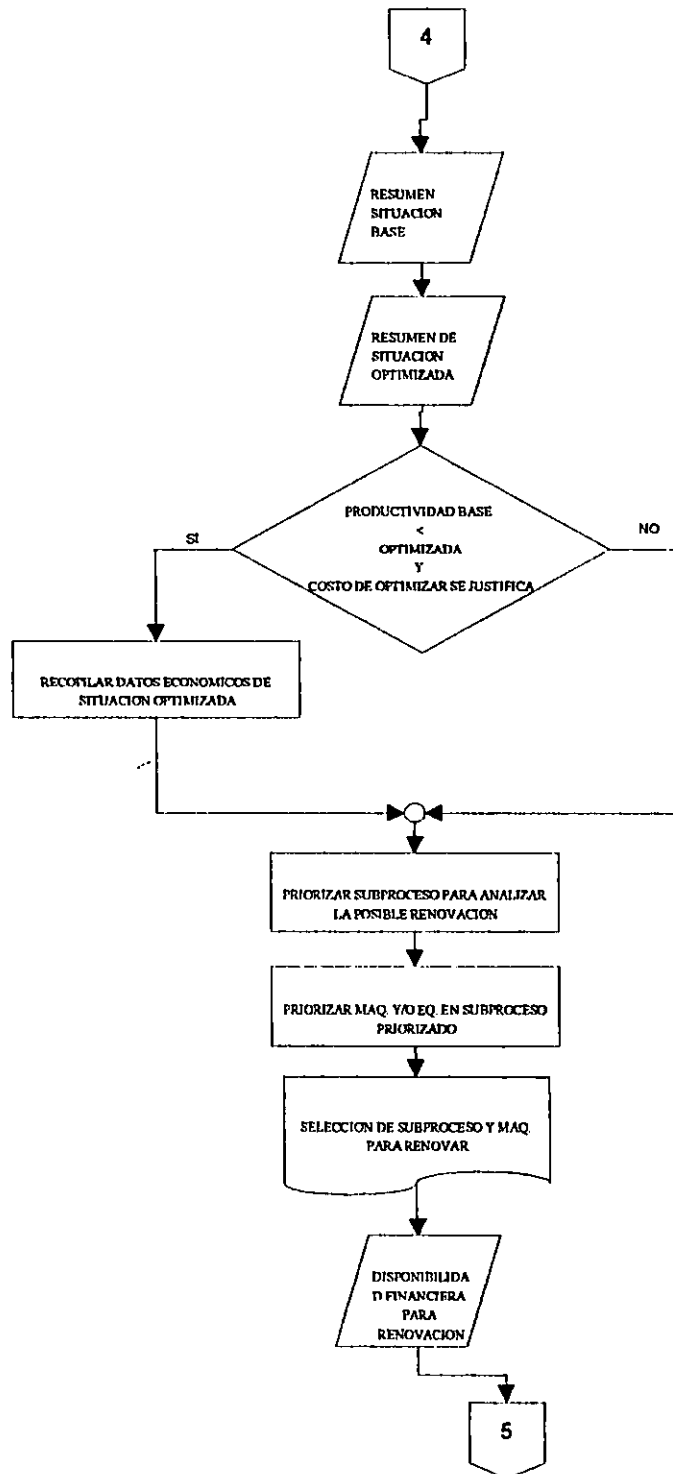 4
RESUMEN
SITUACION
BASE
RESUMEN DE
SITUACION
OPTIMIZADA
PRODUCTIVIDAD BASE
<
OPTIMIZADA
Y
COSTO DE OPTIMIZAR SE JUSTIFICA
SI
NO
RECOPILAR DATOS ECONOMICOS DE
SITUACION OPTIMIZADA
PRIORIZAR SUBPROCESO PARA ANALIZAR
LA POSIBLE RENOVACION
PRIORIZAR MAQ. Y/O EQ. EN SUBPROCESO
PRIORIZADO
SELECCION DE SUBPROCESO Y MAQ.
PARA RENOVAR
DISPONIBILIDA
D FINANCIERA
PARA
RENOVACION
5